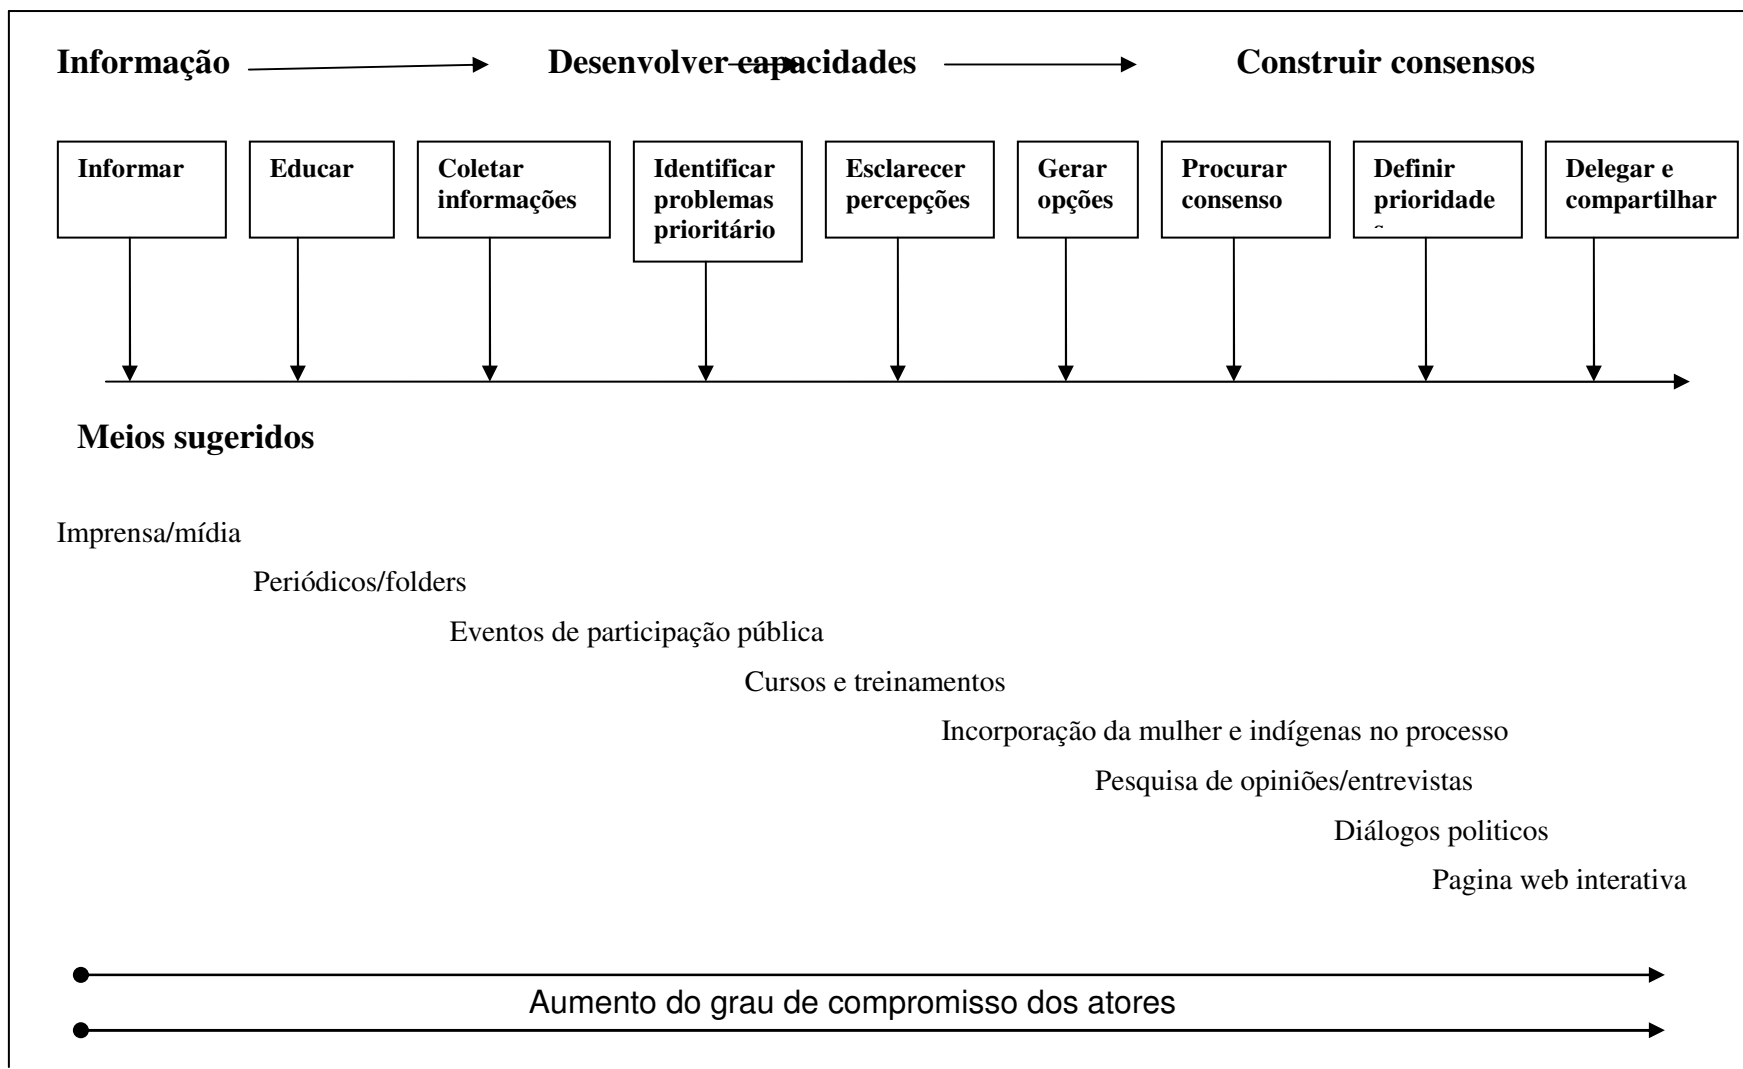 Informação Desenvolver capacidades Construir consensos
Informar
Educar
Coletar
informações
Identificar
problemas
prioritário
Esclarecer
percepções
Gerar
opções
Procurar
consenso
Definir
prioridade
Delegar e
compartilhar
Meios sugeridos
Imprensa/mídia
Periódicos/folders
Eventos de participação pública
Cursos e treinamentos
Incorporação da mulher e indígenas no processo
Pesquisa de opiniões/entrevistas
Diálogos politicos
Pagina web interativa
Aumento do grau de compromisso dos atores